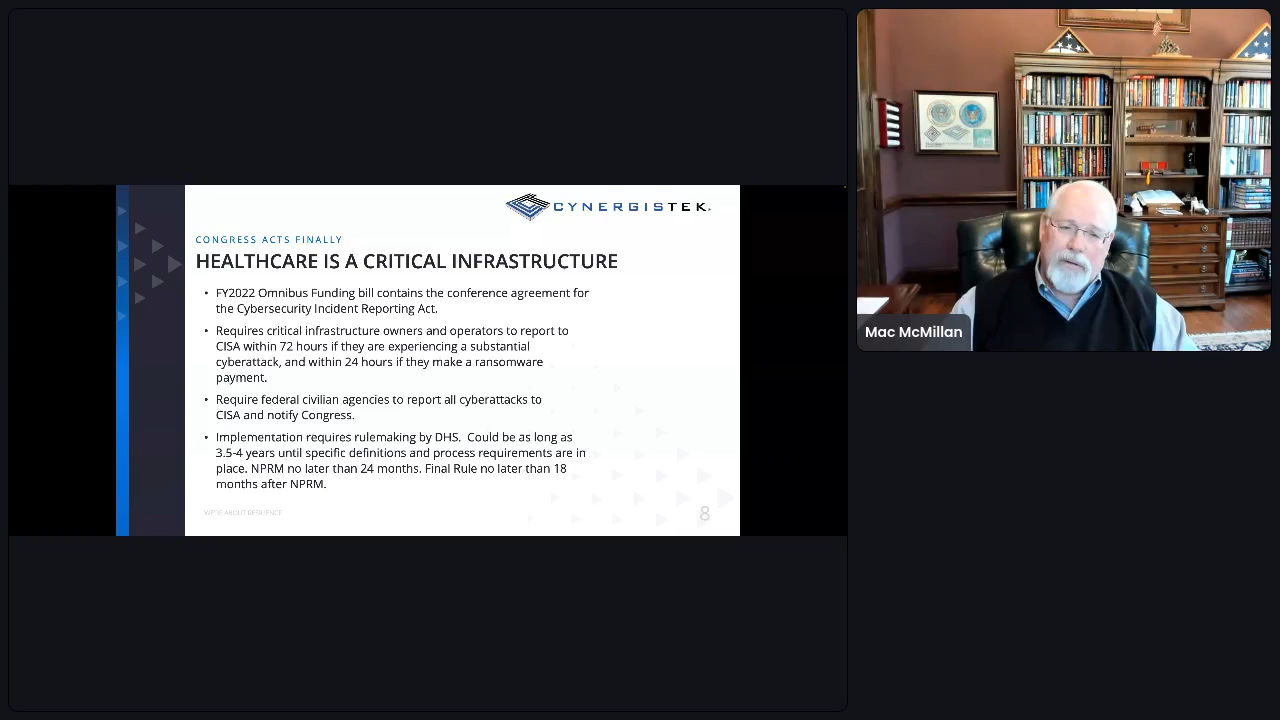 CYNERGISTEK
CONGRESS ACTS FINALLY
HEALTHCARE IS A CRITICAL INFRASTRUCTURE
• FY2022 Omnibus Funding bill contains the conference agreement for
the Cybersecurity Incident Reporting Act.
• Requires critical infrastructure owners and operators to report to
CISA within 72 hours if they are experiencing a substantial
cyberattack, and within 24 hours if they make a ransomware
payment.
• Require federal civilian agencies to report all cyberattacks to
CISA and notify Congress.
• Implementation requires rulemaking by DHS. Could be as long as
3.5-4 years until specific definitions and process requirements are in
place. NPRM no later than 24 months. Final Rule no later than 18
months after NPRM.
WE'RE ABOUT RESILIENCE
8
Mac McMillan